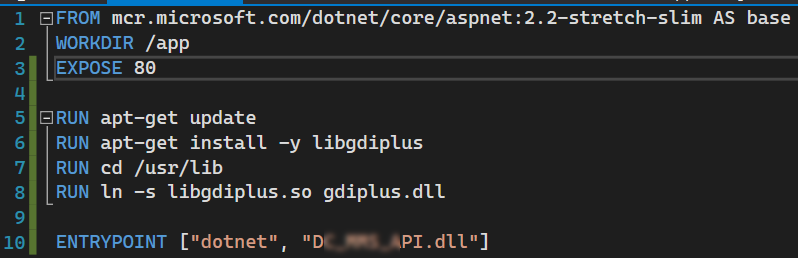 1 FROM mcr.microsoft.com/dotnet/core/aspnet:2.2-stretch-slim AS base
2 WORKDIR /app
3 EXPOSE 80
4
5 RUN apt-get update
6 RUN apt-get install -y libgdiplus
7 RUN cd /usr/lib
8 RUN ln -s libgdiplus.so gdiplus.dll
9
10 ENTRYPOINT ["dotnet", "D PI.dll"]